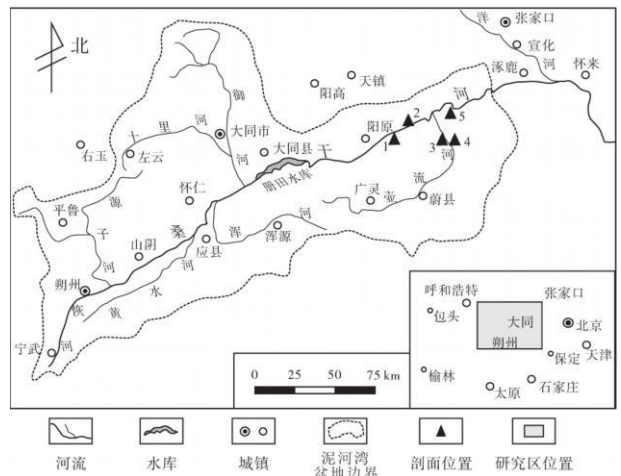 北
张家口
洋
河
宣化
涿鹿
怀来
天镇
阳高
御
河
十里河
大同市
大同县
右玉
左云
阳原
干
河
2
5
1
3
4
册田水库
怀仁
广灵
壶
流
河
蔚县
平鲁
源
子
河
山阴
桑
应县
浑
河
浑源
朔州
恢
河
黄
水
河
宁武
0 25 50 75 km
呼和浩特
包头
张家口
大同
朔州
北京
天津
保定
榆林
太原
石家庄
河流
水库
城镇
泥河湾
盆地边界
剖面位置
研究区位置